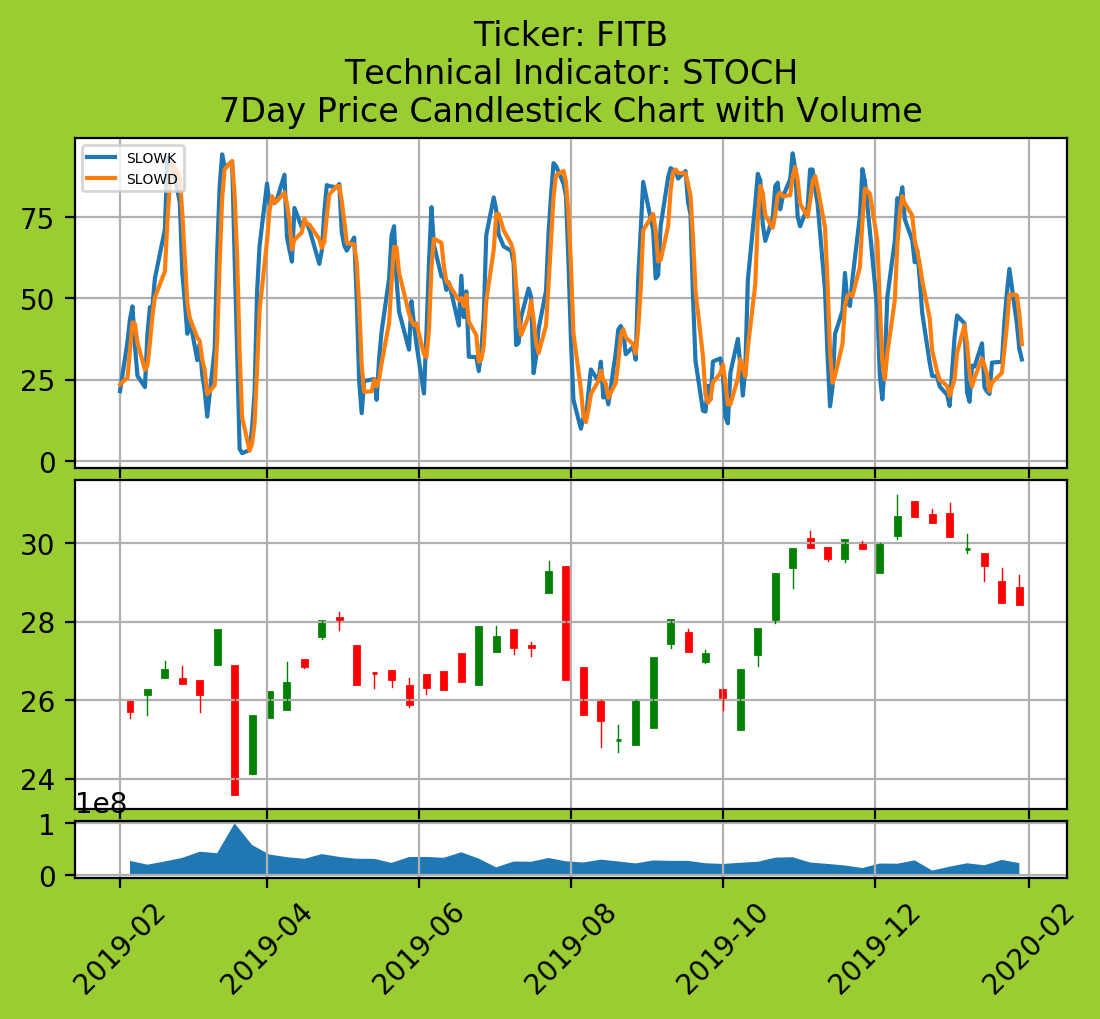 Ticker: FITB
Technical Indicator: STOCH
7Day Price Candlestick Chart with Volume
SLOWK
SLOWD
75
50
25
0
30
28
26
24
1e8
1
0
2019-02
2019-04
2019-06
2019-08
2019-10
2019-12
2020-02